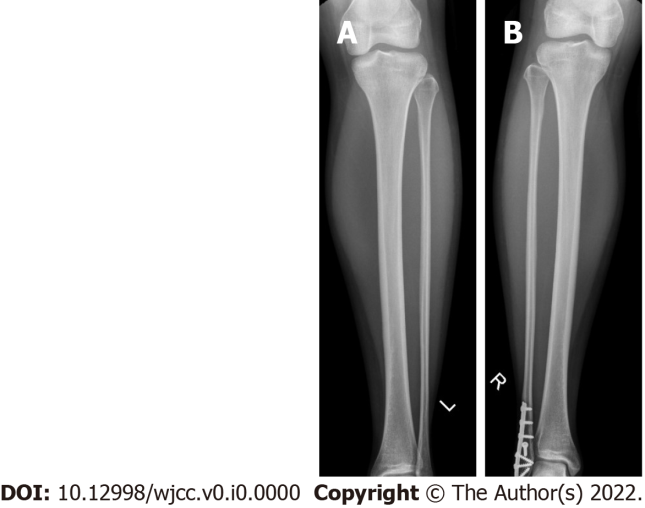 A
B
R
L
DOI: 10.12998/wjcc.v0.i0.0000 Copyright © The Author(s) 2022.